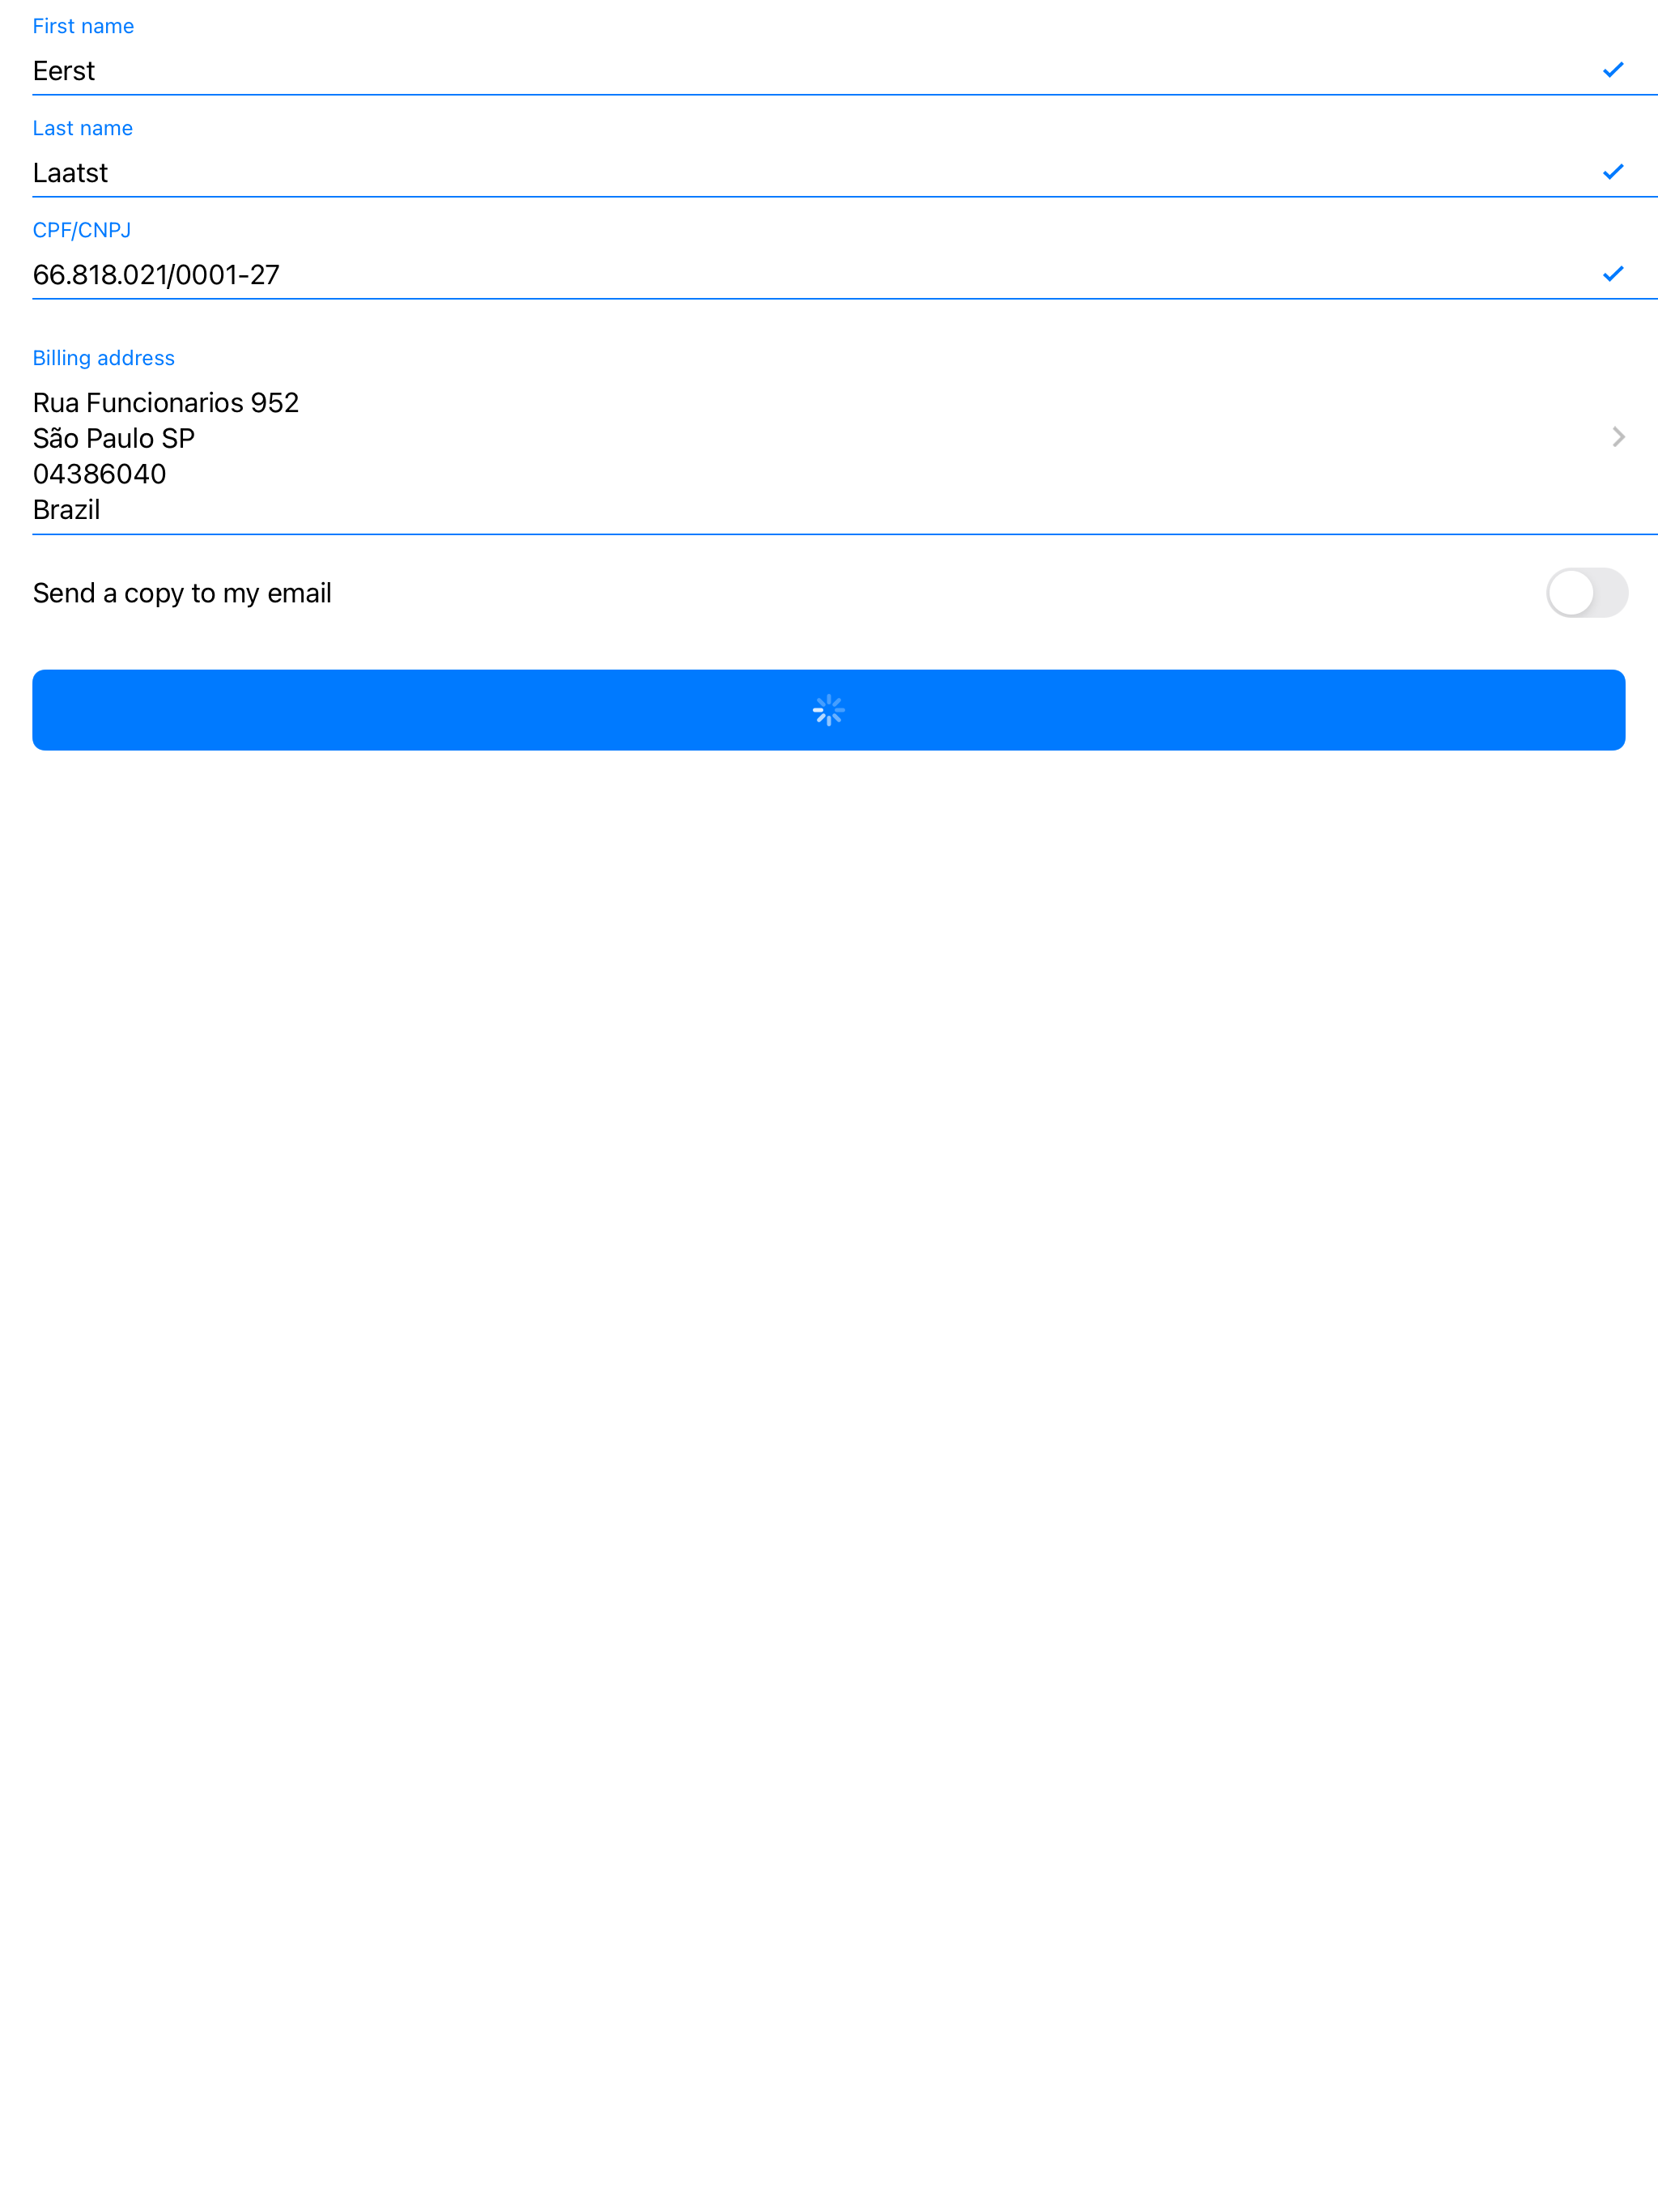 First name
Eerst
Last name
Laatst
CPF/CNPJ
66.818.021/0001-27
Billing address
Rua Funcionarios 952
São Paulo SP
04386040
Brazil
Send a copy to my email